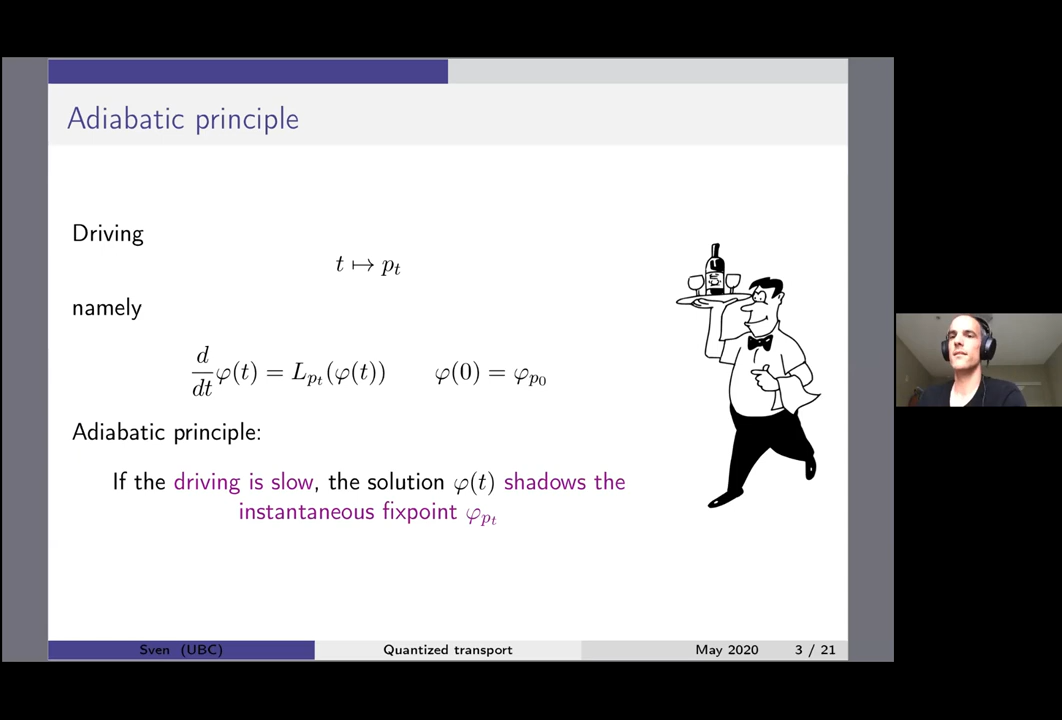 Adiabatic principle
Driving
t ↦ p_t
namely
d/dt φ(t) = L_{p_t}(φ(t))    φ(0) = φ_{p_0}
Adiabatic principle:
If the driving is slow, the solution φ(t) shadows the
instantaneous fixpoint φ_{p_t}
Sven (UBC) Quantized transport May 2020 3 / 21